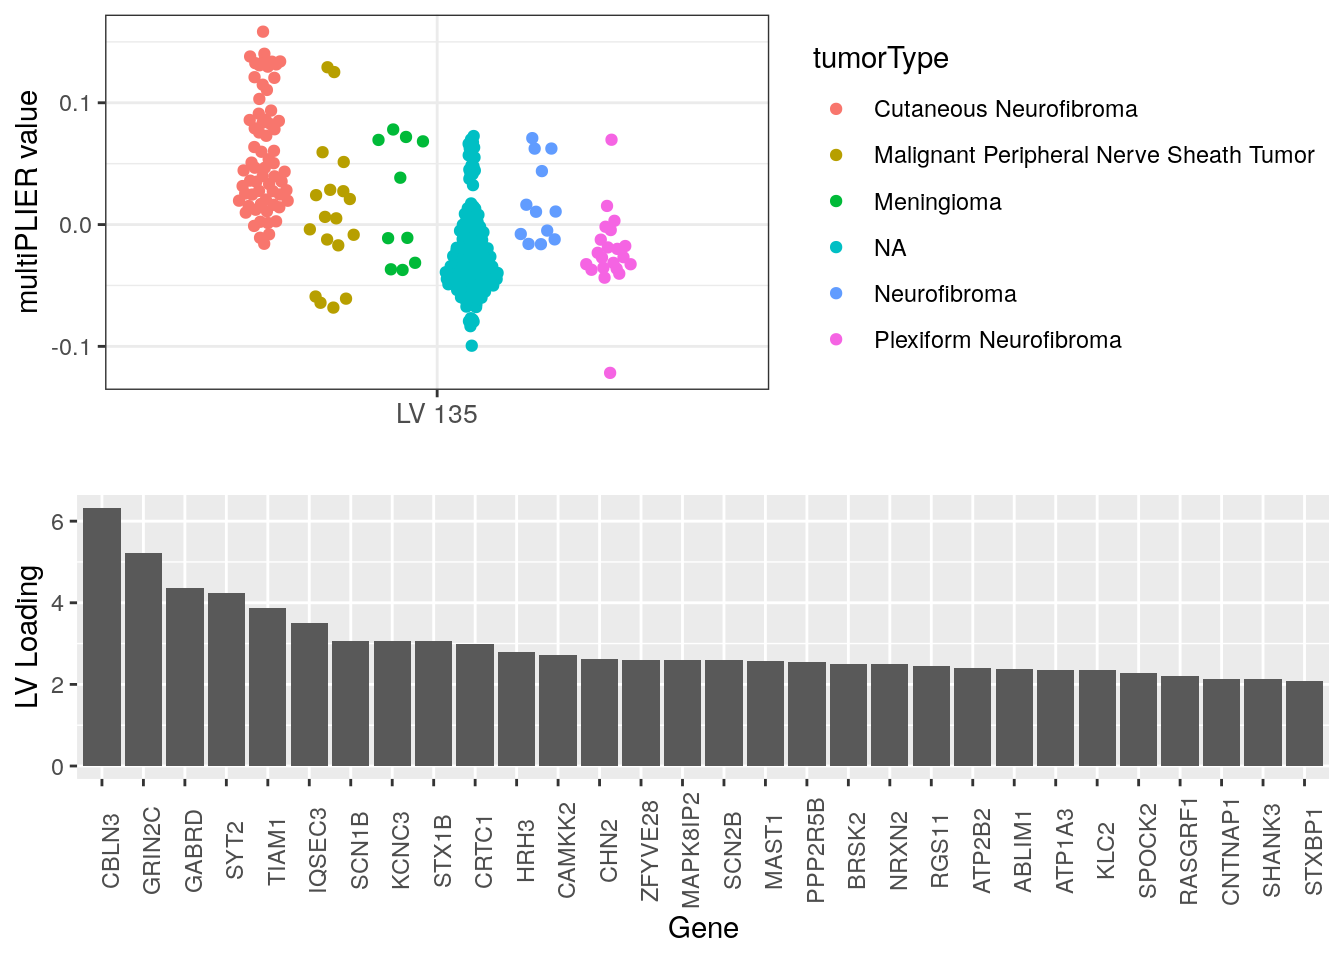 multiPLIER value
0.1
0.0
-0.1
LV 135
tumorType
Cutaneous Neurofibroma
Malignant Peripheral Nerve Sheath Tumor
Meningioma
NA
Neurofibroma
Plexiform Neurofibroma
LV Loading
6
4
2
0
CBLN3
GRIN2C
GABRD
SYT2
TIAM1
IQSEC3
SCN1B
KCNC3
STX1B
CRTC1
HRH3
CAMKK2
CHN2
ZFYVE28
MAPK8IP2
SCN2B
MAST1
PPP2R5B
BRSK2
NRXN2
RGS11
ATP2B2
ABLIM1
ATP1A3
KLC2
SPOCK2
RASGRF1
CNTNAP1
SHANK3
STXBP1
Gene